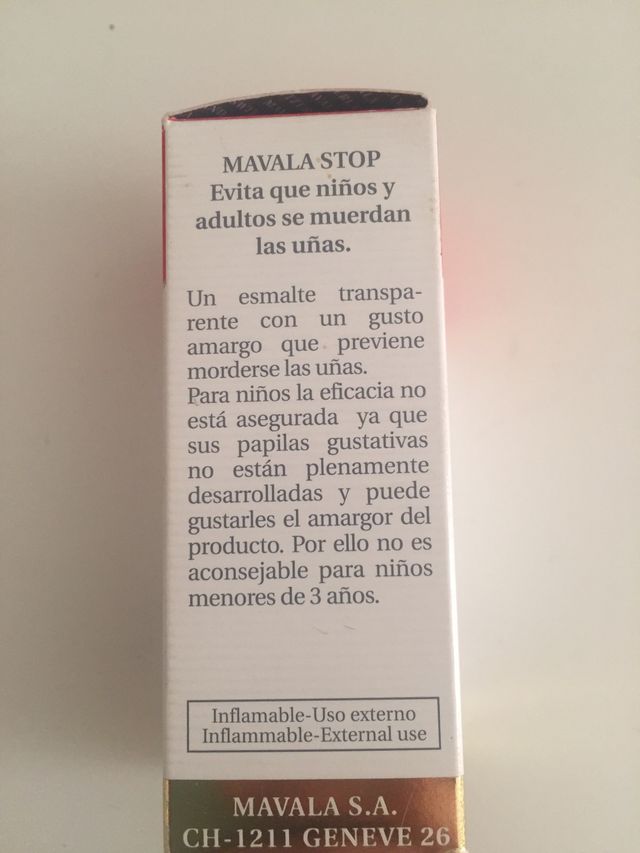 MAVALA STOP
Evita que niños y
adultos se muerdan
las uñas.
Un esmalte transpa-
rente con un gusto
amargo que previene
morderse las uñas.
Para niños la eficacia no
está asegurada ya que
sus papilas gustativas
no están plenamente
desarrolladas y puede
gustarles el amargor del
producto. Por ello no es
aconsejable para niños
menores de 3 años.
Inflamable-Uso externo
Inflammable-External use
MAVALA S.A.
CH-1211 GENEVE 26